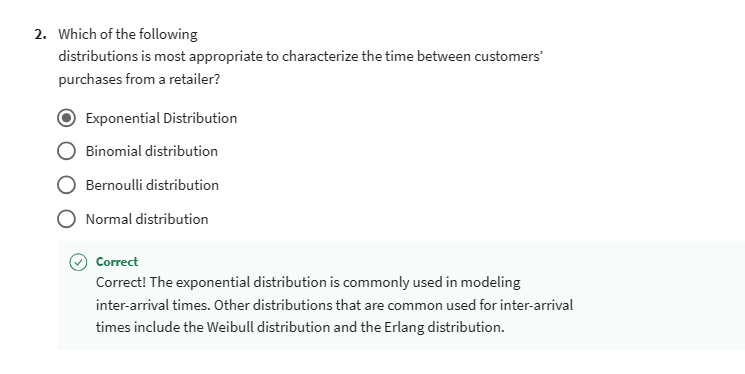 2. Which of the following
distributions is most appropriate to characterize the time between customers’
purchases from a retailer?
Exponential Distribution
Binomial distribution
Bernoulli distribution
Normal distribution
Correct
Correct! The exponential distribution is commonly used in modeling
inter-arrival times. Other distributions that are common used for inter-arrival
times include the Weibull distribution and the Erlang distribution.